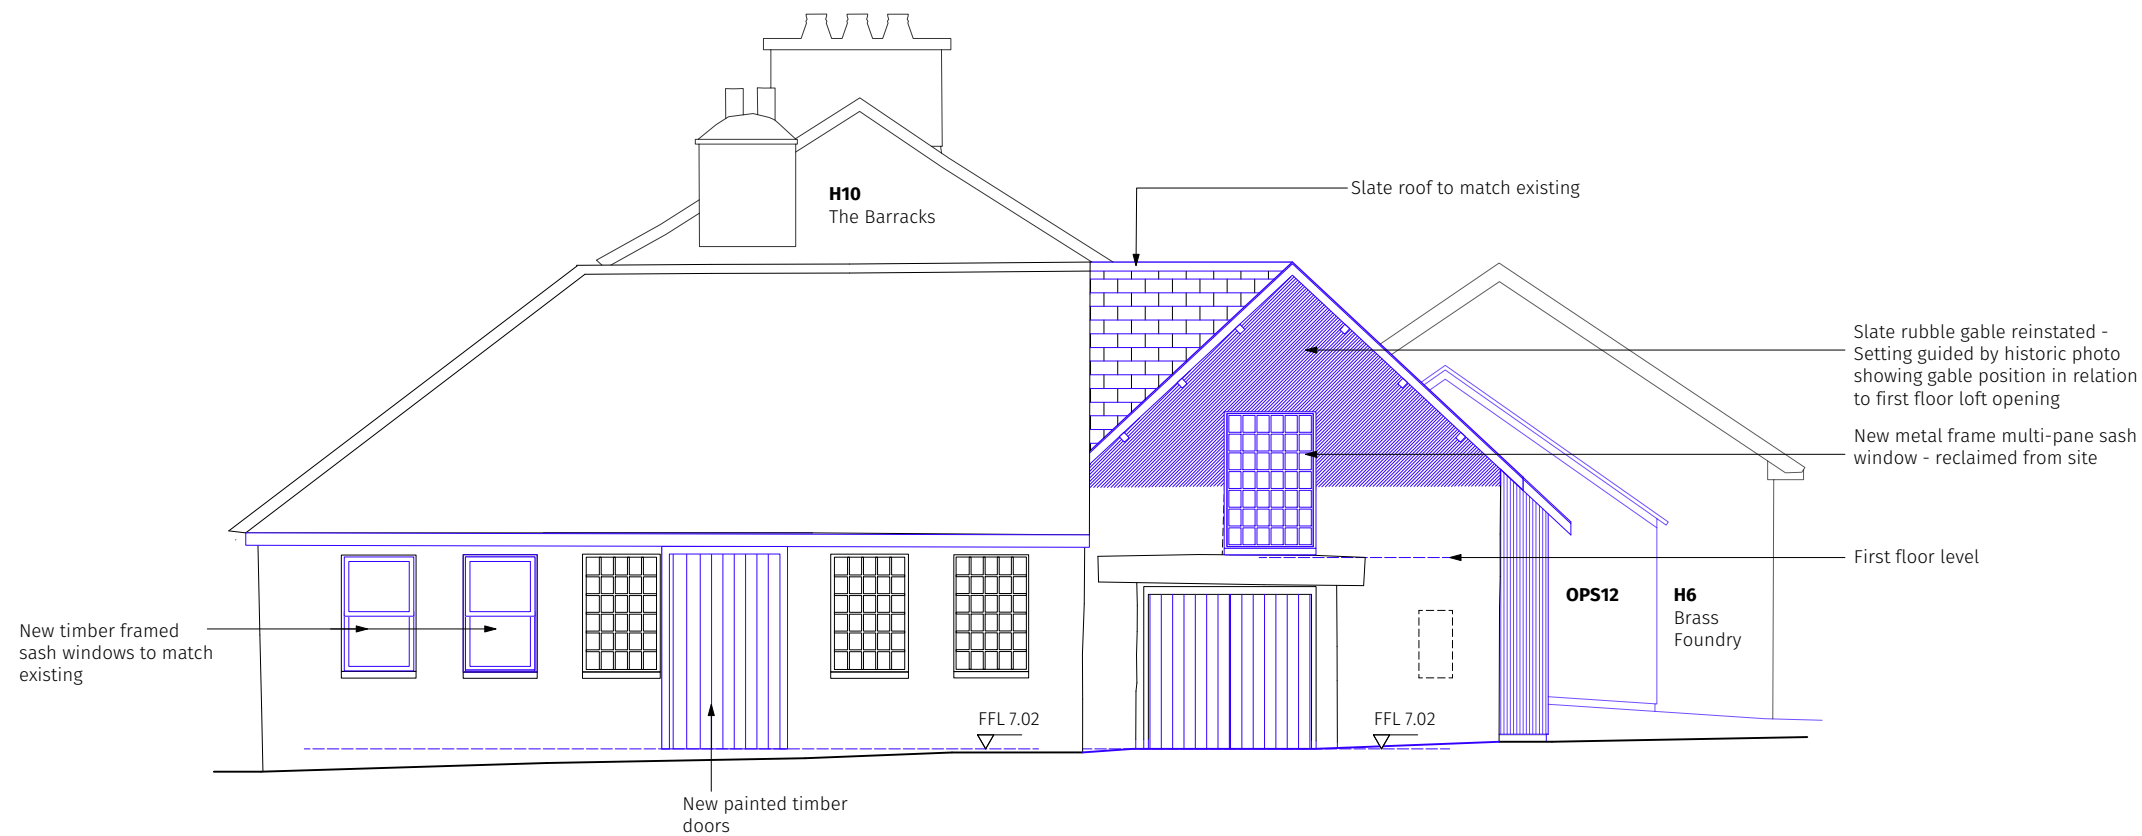 H10
The Barracks
Slate roof to match existing
Slate rubble gable reinstated -
Setting guided by historic photo
showing gable position in relation
to first floor loft opening
New metal frame multi-pane sash
window - reclaimed from site
First floor level
OPS12
H6
Brass
Foundry
New timber framed
sash windows to match
existing
FFL 7.02
FFL 7.02
New painted timber
doors